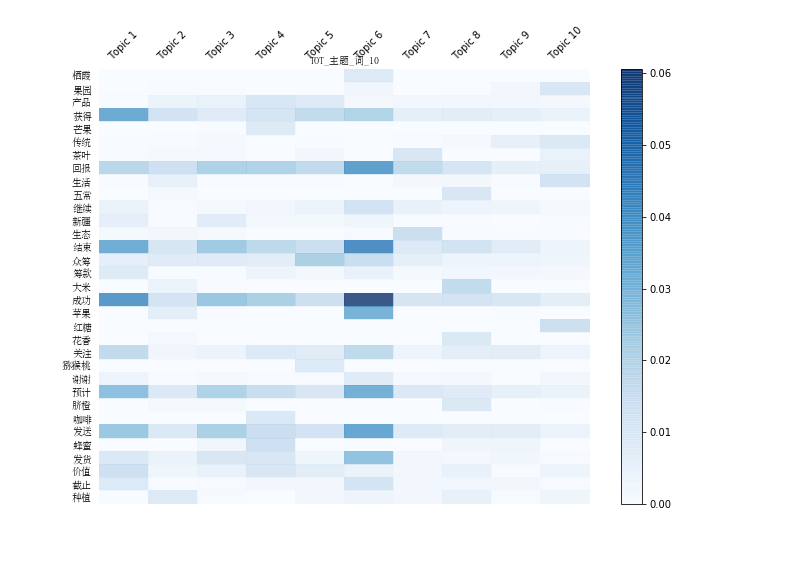 Topic 1
Topic 2
Topic 3
Topic 4
Topic 5
Topic 6
Topic 7
Topic 8
Topic 9
Topic 10
IOT_主题_词_10
栖霞
果园
产品
获得
芒果
传统
茶叶
回报
生活
五常
继续
新疆
生态
结束
众筹
筹款
大米
成功
苹果
红糖
花香
关注
猕猴桃
谢谢
预计
脐橙
咖啡
发送
蜂蜜
发货
价值
截止
种植
0.06
0.05
0.04
0.03
0.02
0.01
0.00